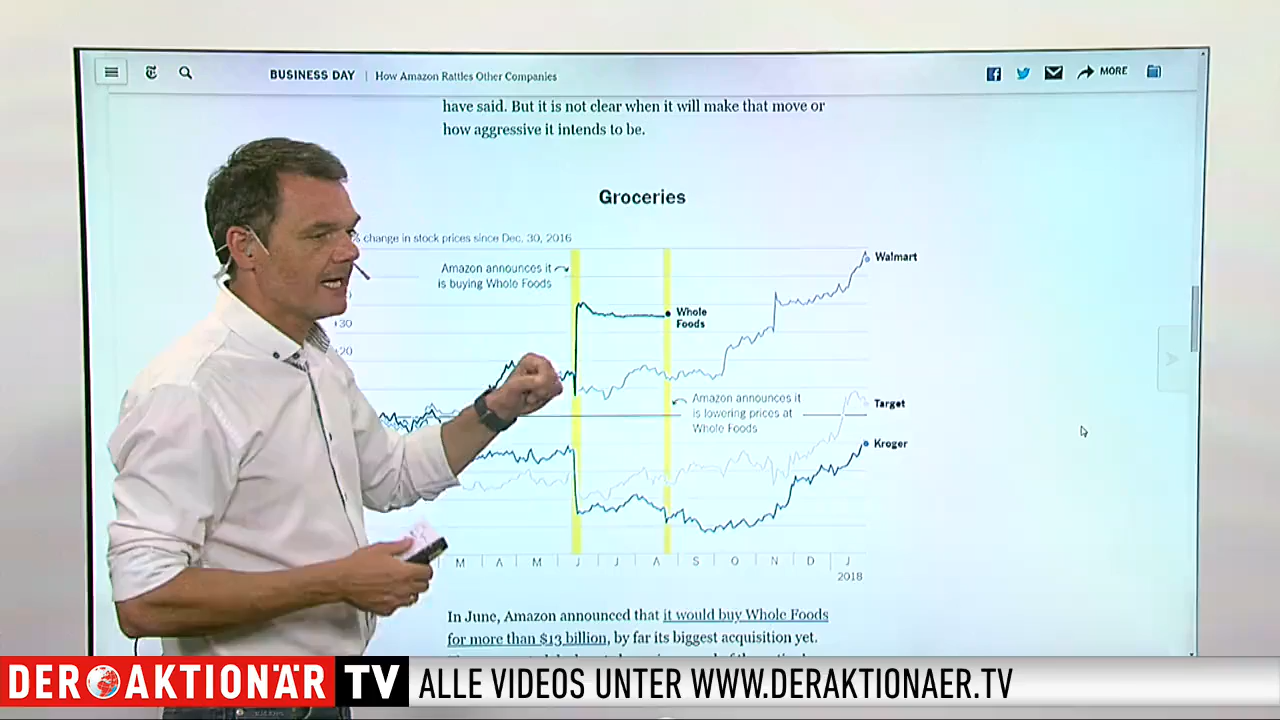 BUSINESS DAY | How Amazon Rattles Other Companies
MORE
have said. But it is not clear when it will make that move or
how aggressive it intends to be.
Groceries
% change in stock prices since Dec. 30, 2016
Amazon announces it
is buying Whole Foods
Walmart
Whole
Foods
+30
+20
Amazon announces it
is lowering prices at
Whole Foods
Target
Kroger
M A M J J A S O N D J
2018
In June, Amazon announced that it would buy Whole Foods
for more than $13 billion, by far its biggest acquisition yet.
DER AKTIONÄR TV ALLE VIDEOS UNTER WWW.DERAKTIONAER.TV